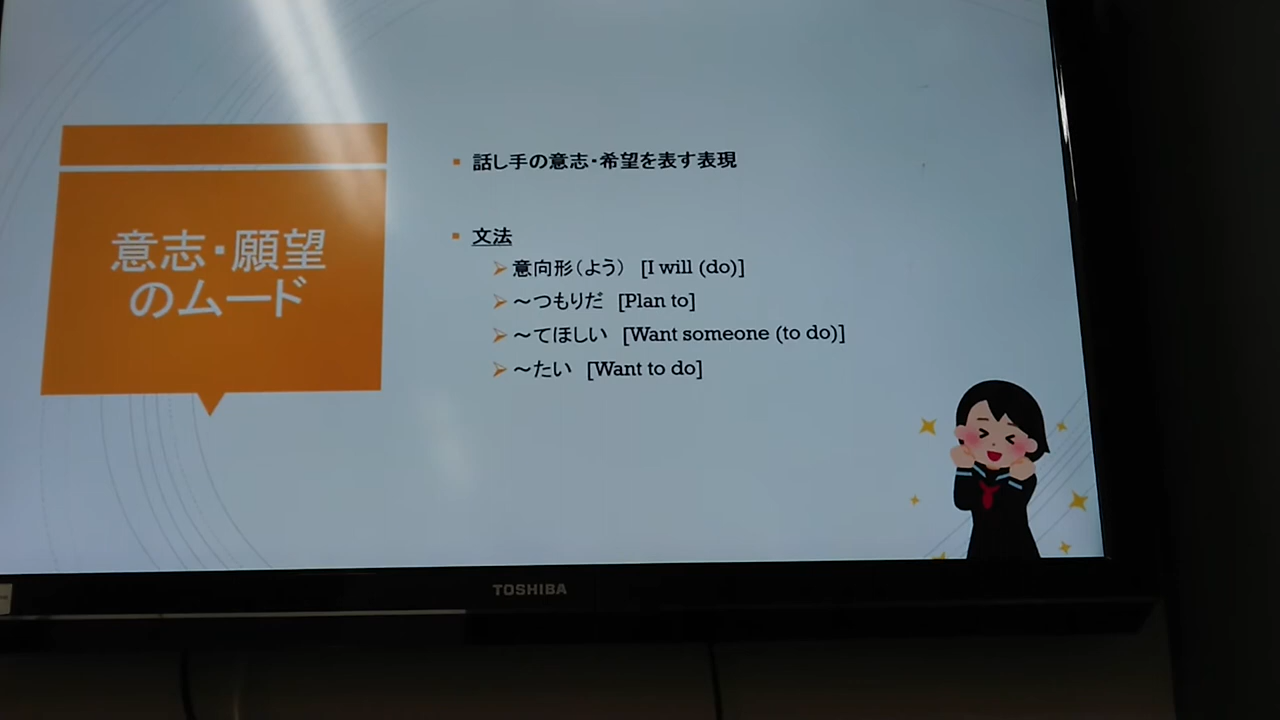 意志・願望
のムード
話し手の意志・希望を表す表現
文法
意向形（よう） [I will (do)]
～つもりだ [Plan to]
～てほしい [Want someone (to do)]
～たい [Want to do]
TOSHIBA